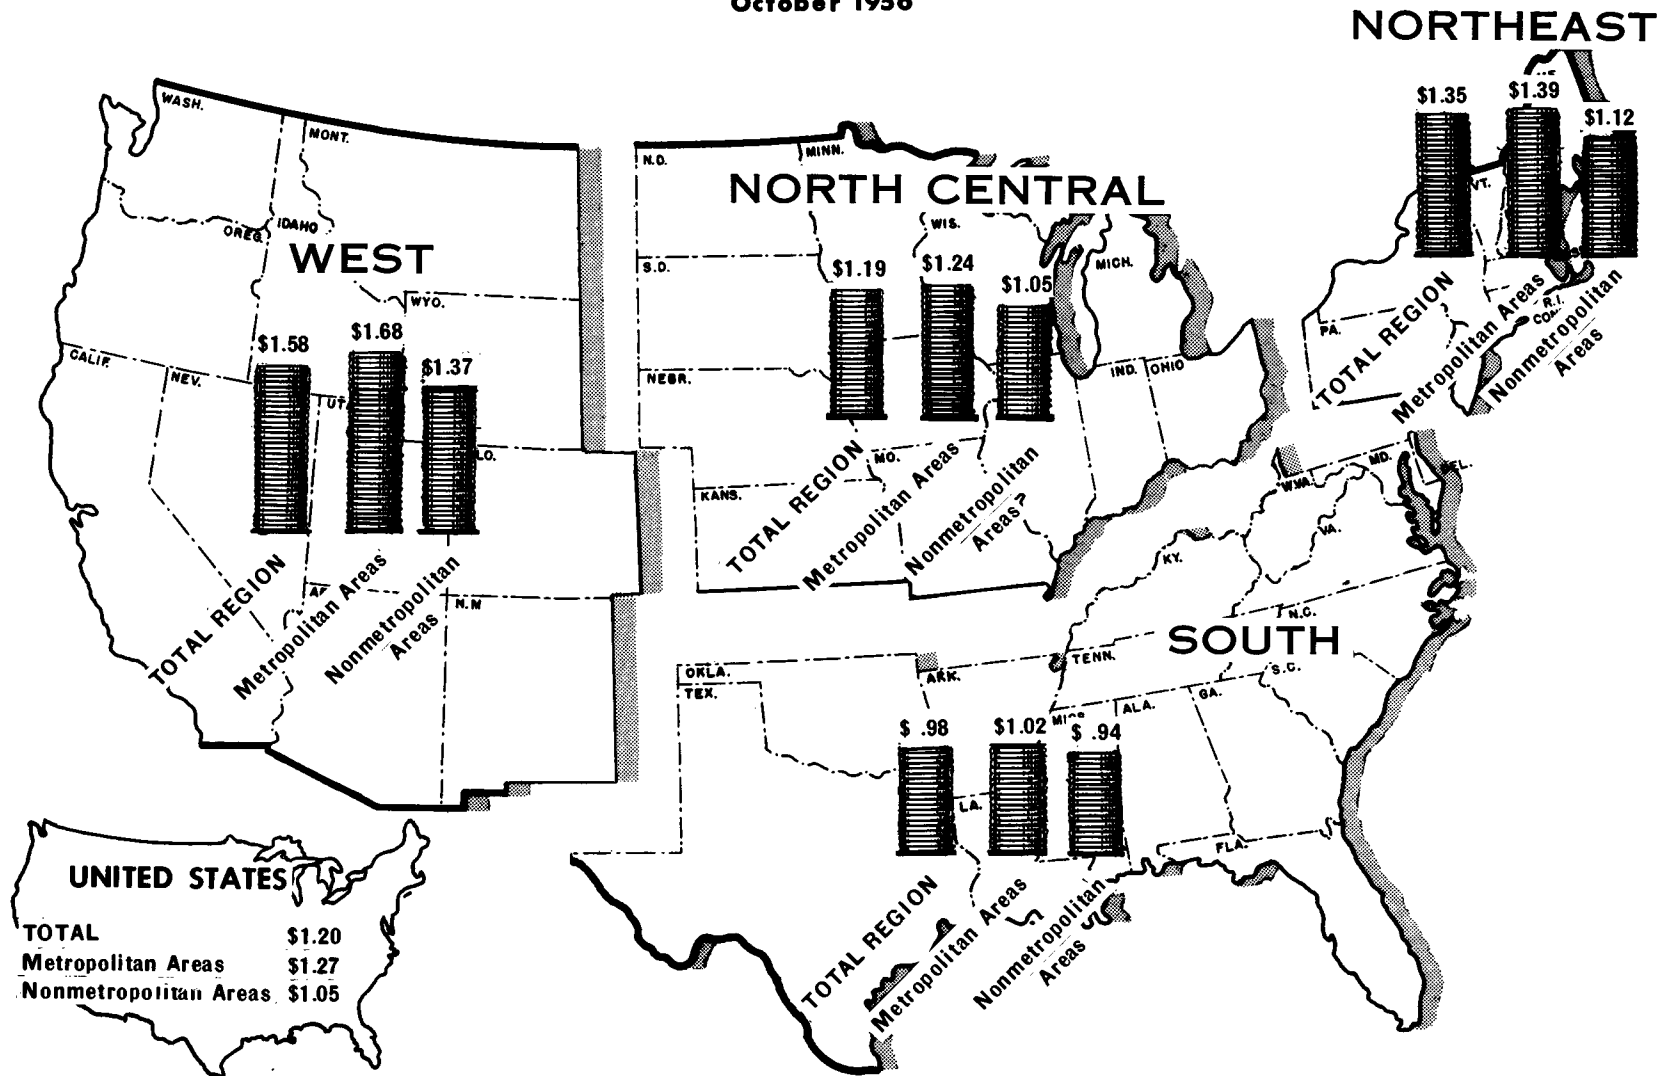 October 1956
NORTHEAST
$1.35
$1.39
$1.12
VT.
PA.
R.I.
TOTAL REGION
Metropolitan Areas
Nonmetropolitan
Areas
WASH.
MONT.
OREG.
IDAHO
WEST
WYO.
$1.58
$1.68
$1.37
CALIF.
NEV.
UT
LO.
N.M
TOTAL REGION
Metropolitan Areas
Nonmetropolitan
Areas
N.D.
MINN.
NORTH CENTRAL
WIS.
S.D.
MICH.
$1.19
$1.24
$1.05
NEBR.
IND.
OHIO
MO.
KANS.
TOTAL REGION
Metropolitan Areas
Nonmetropolitan
Areas
MD.
DEL.
W.VA.
VA.
KY.
N.C.
SOUTH
TENN.
S.C.
OKLA.
ARK.
TEX.
GA.
ALA.
MISS
$ .98
$1.02
$ .94
LA.
FLA.
TOTAL REGION
Metropolitan Areas
Nonmetropolitan
Areas
UNITED STATES
TOTAL $1.20
Metropolitan Areas $1.27
Nonmetropolitan Areas $1.05